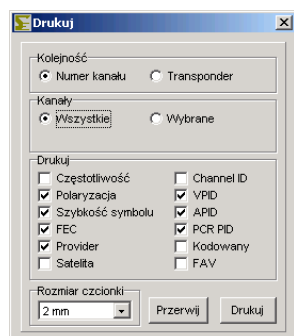 Drukuj
Kolejność
Numer kanału Transponder
Kanały
Wszystkie Wybrane
Drukuj
Częstotliwość Channel ID
Polaryzacja VPID
Szybkość symbolu APID
FEC PCR PID
Provider Kodowany
Satelita FAV
Rozmiar czcionki
2 mm Przerwij Drukuj